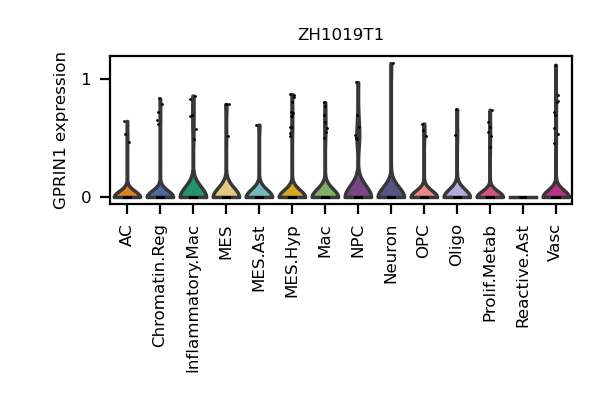 ZH1019T1
GPRIN1 expression
1
0
AC
Chromatin.Reg
Inflammatory.Mac
MES
MES.Ast
MES.Hyp
Mac
NPC
Neuron
OPC
Oligo
Prolif.Metab
Reactive.Ast
Vasc